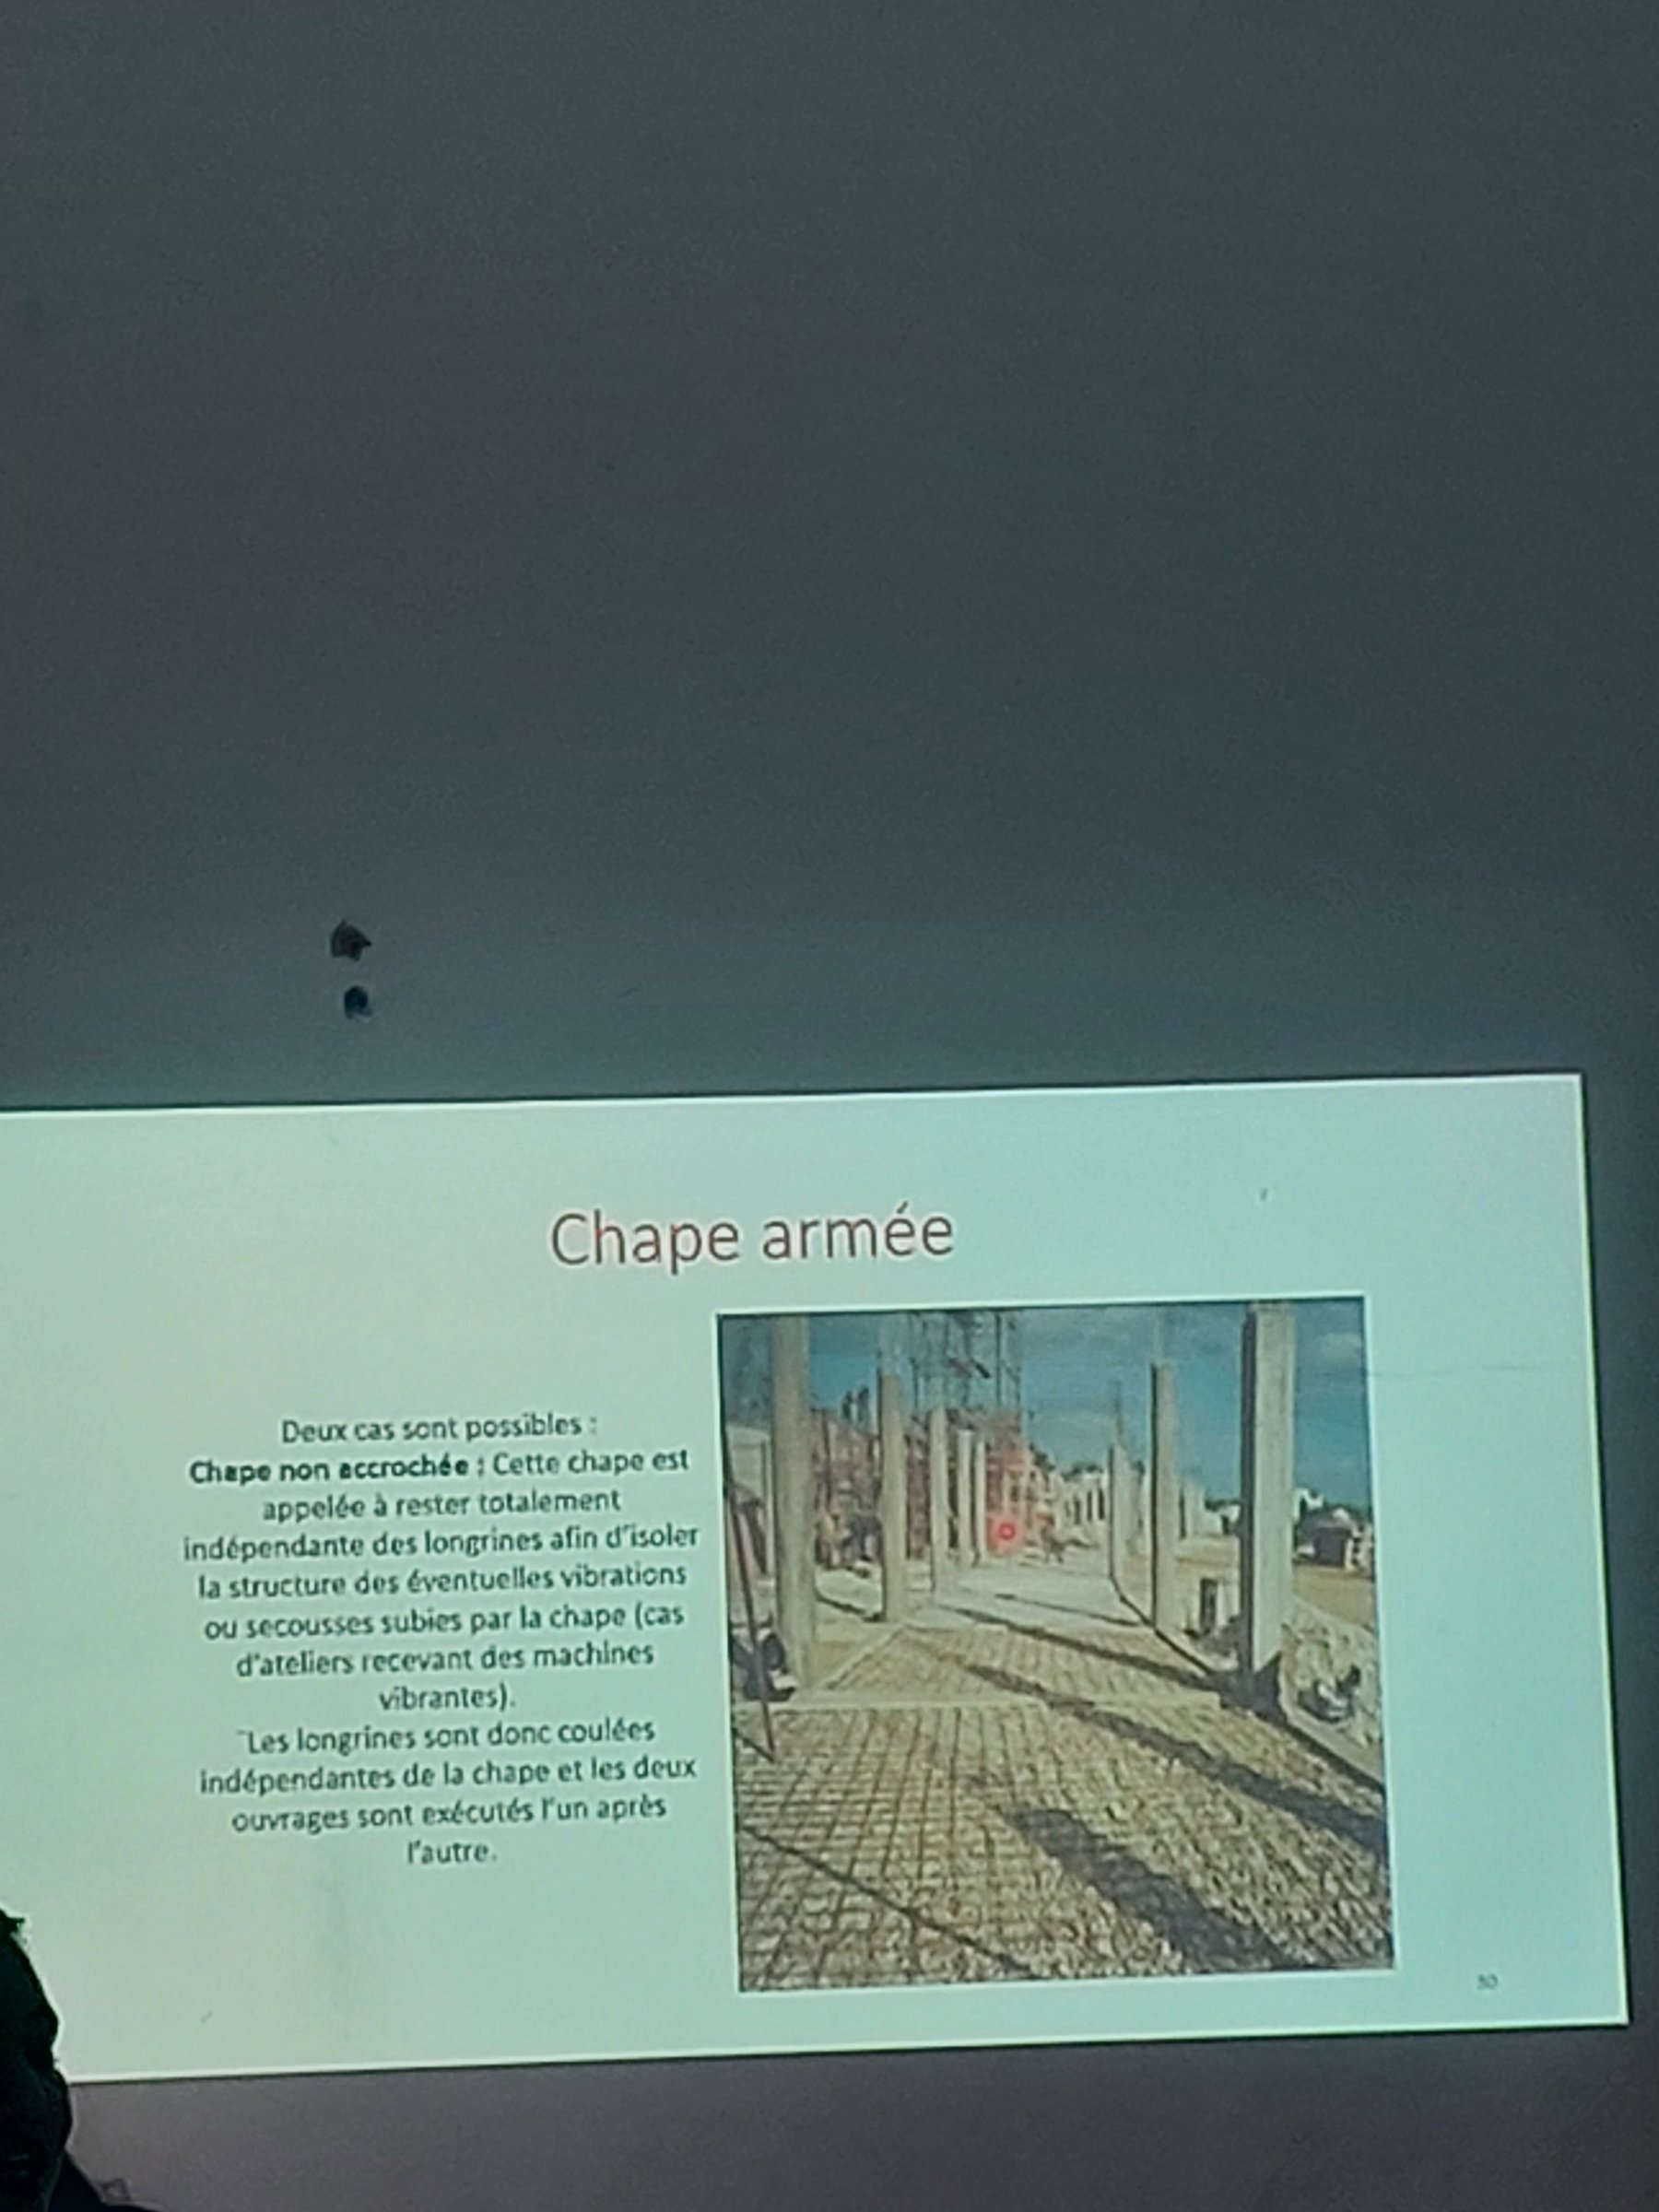 Chape armée
Deux cas sont possibles :
Chape non accrochée : Cette chape est
appelée à rester totalement
indépendante des longrines afin d'isoler
la structure des éventuelles vibrations
ou secousses subies par la chape (cas
d'ateliers recevant des machines
vibrantes).
Les longrines sont donc coulées
indépendantes de la chape et les deux
ouvrages sont exécutés l'un après
l'autre.